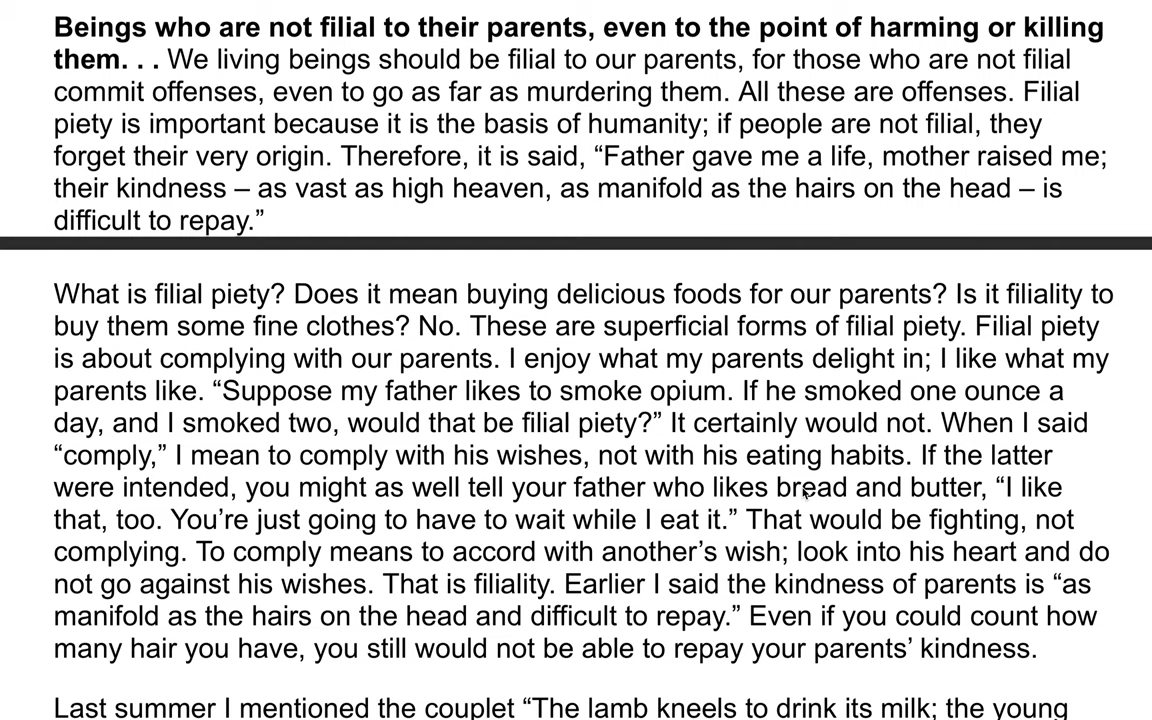 Beings who are not filial to their parents, even to the point of harming or killing
them. . . We living beings should be filial to our parents, for those who are not filial
commit offenses, even to go as far as murdering them. All these are offenses. Filial
piety is important because it is the basis of humanity; if people are not filial, they
forget their very origin. Therefore, it is said, “Father gave me a life, mother raised me;
their kindness – as vast as high heaven, as manifold as the hairs on the head – is
difficult to repay.”
What is filial piety? Does it mean buying delicious foods for our parents? Is it filiality to
buy them some fine clothes? No. These are superficial forms of filial piety. Filial piety
is about complying with our parents. I enjoy what my parents delight in; I like what my
parents like. “Suppose my father likes to smoke opium. If he smoked one ounce a
day, and I smoked two, would that be filial piety?” It certainly would not. When I said
“comply,” I mean to comply with his wishes, not with his eating habits. If the latter
were intended, you might as well tell your father who likes bread and butter, “I like
that, too. You’re just going to have to wait while I eat it.” That would be fighting, not
complying. To comply means to accord with another’s wish; look into his heart and do
not go against his wishes. That is filiality. Earlier I said the kindness of parents is “as
manifold as the hairs on the head and difficult to repay.” Even if you could count how
many hair you have, you still would not be able to repay your parents’ kindness.
Last summer I mentioned the couplet “The lamb kneels to drink its milk; the young